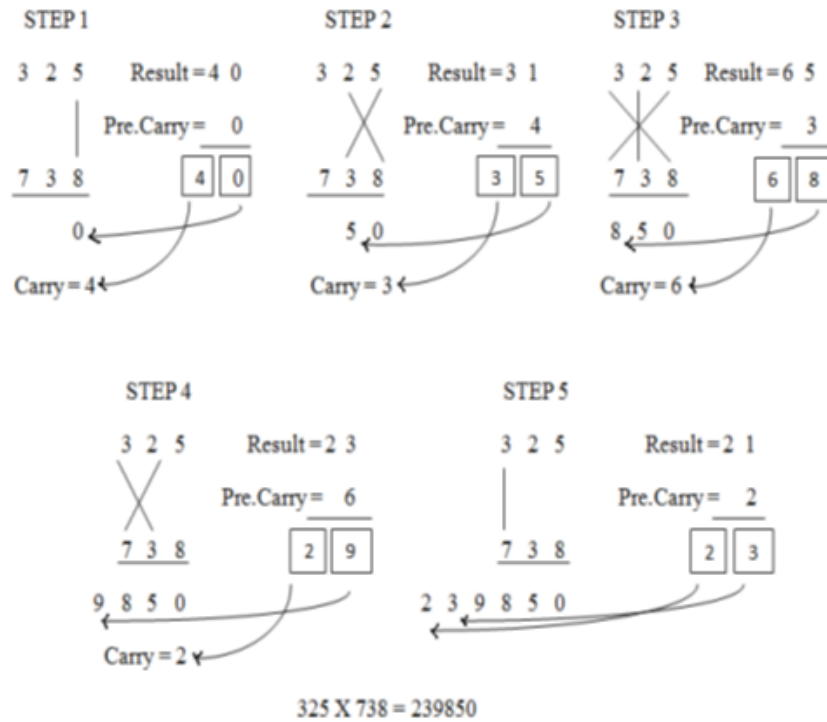 STEP 1
3 2 5 Result = 4 0
Pre.Carry = 0
7 3 8 4 0
0
Carry = 4
STEP 2
3 2 5 Result = 3 1
Pre.Carry = 4
7 3 8 3 5
5 0
Carry = 3
STEP 3
3 2 5 Result = 6 5
Pre.Carry = 3
7 3 8 6 8
8 5 0
Carry = 6
STEP 4
3 2 5 Result = 2 3
Pre.Carry = 6
7 3 8 2 9
9 8 5 0
Carry = 2
STEP 5
3 2 5 Result = 2 1
Pre.Carry = 2
7 3 8 2 3
2 3 9 8 5 0
325 X 738 = 239850